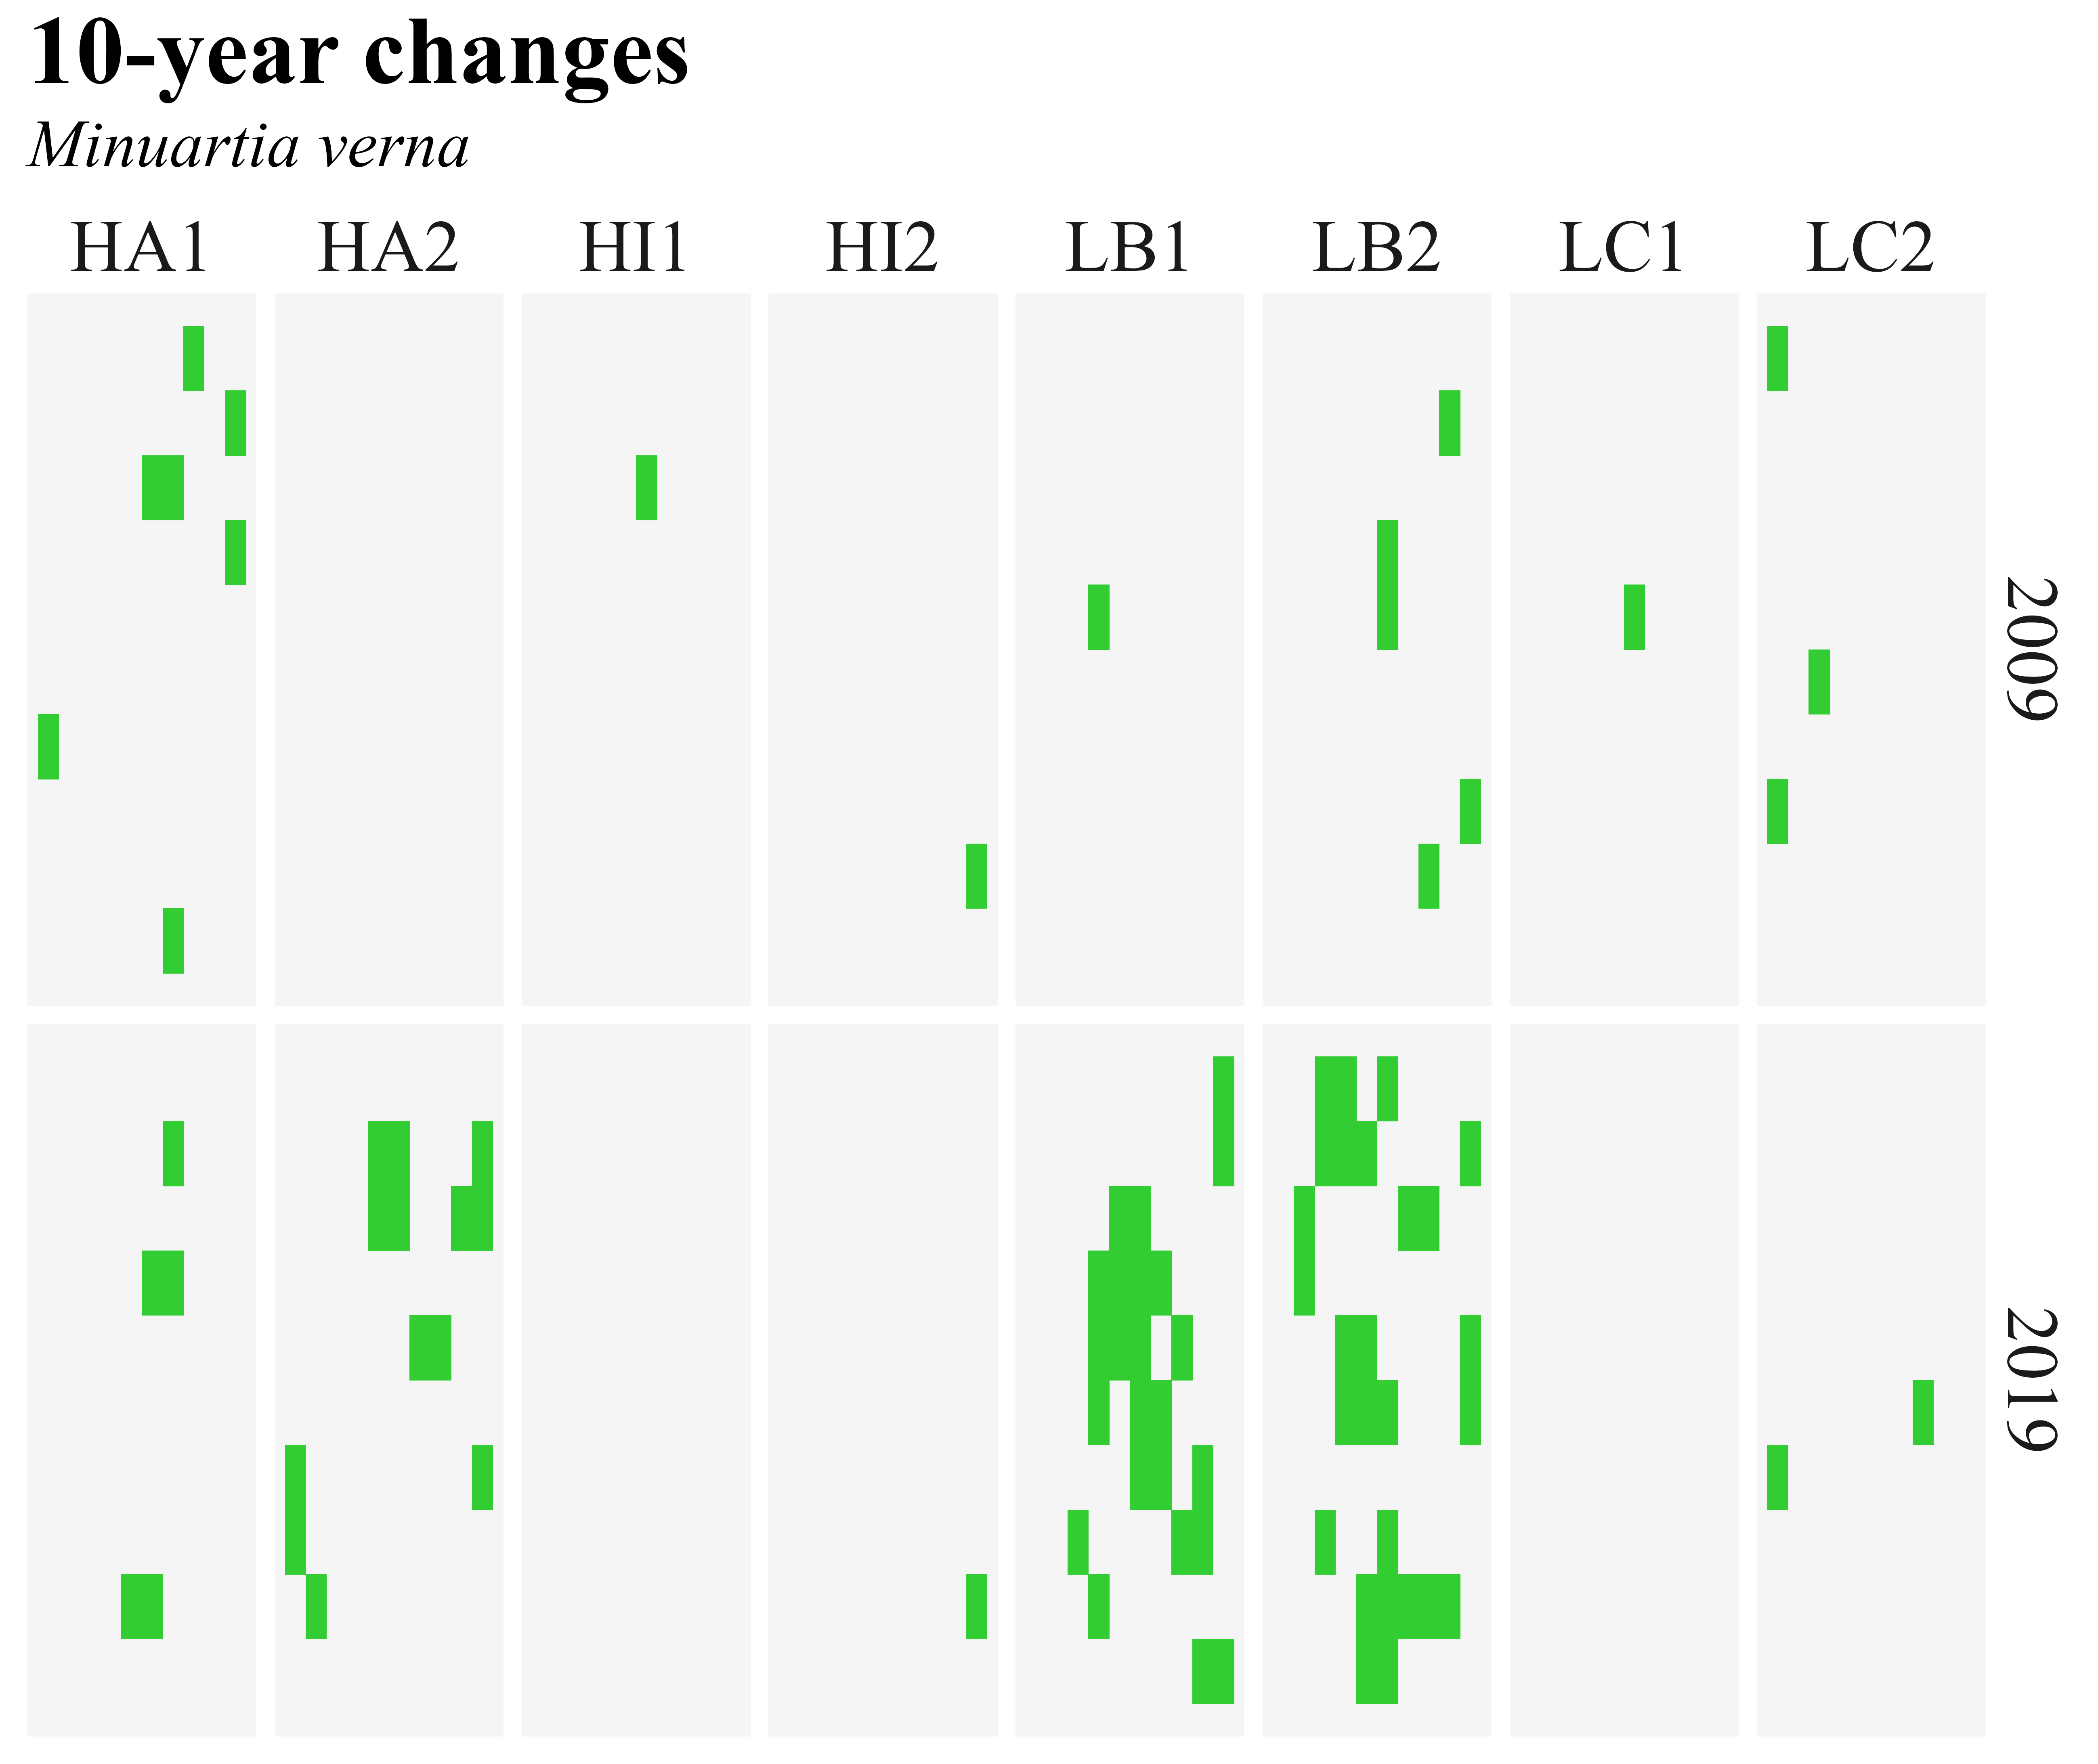 10-year changes
Minuartia verna
HA1 HA2 HI1 HI2 LB1 LB2 LC1 LC2
2009
2019